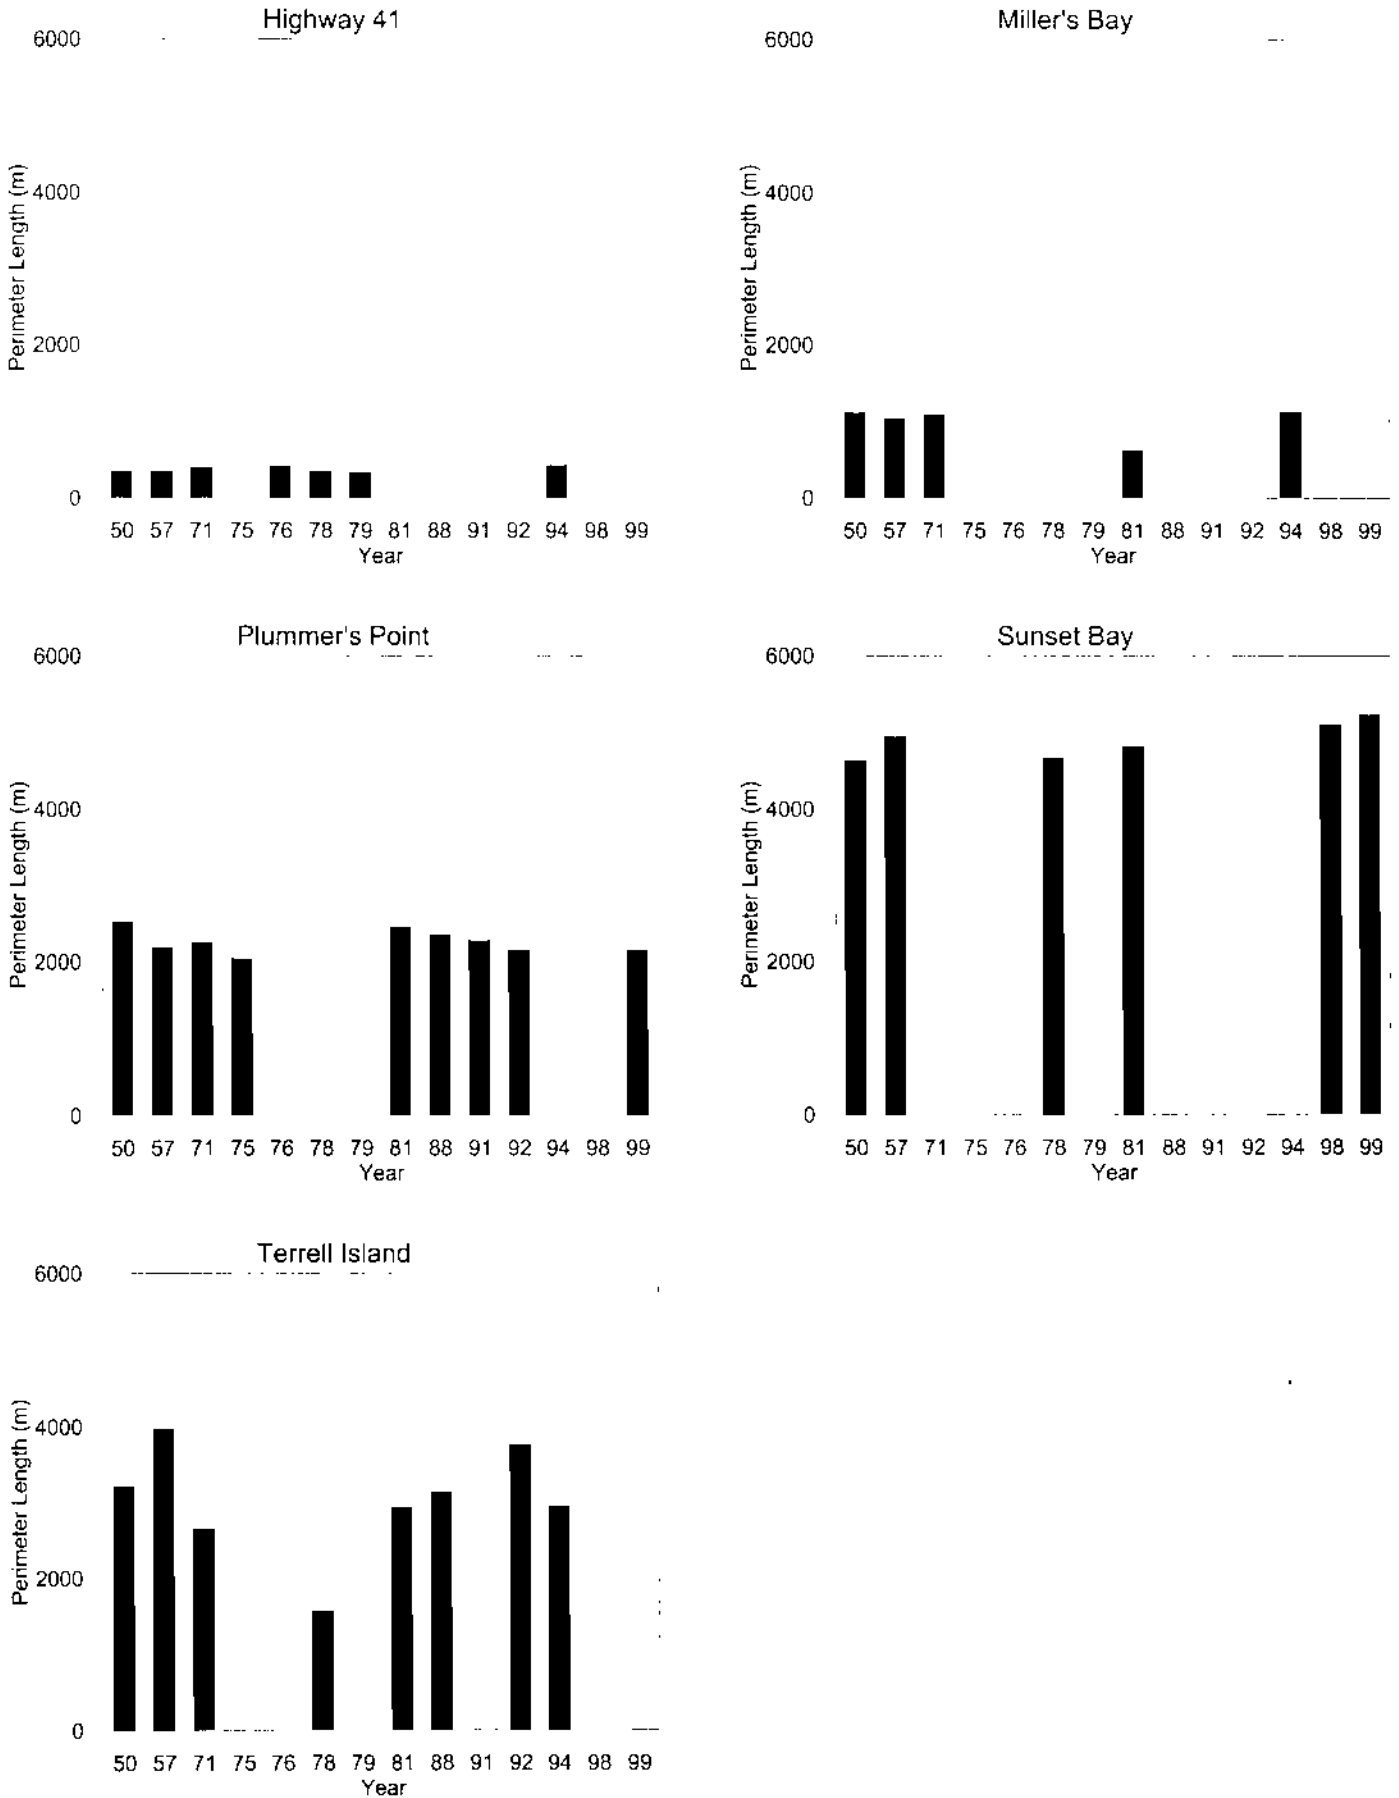 Highway 41
6000
4000
2000
0
Perimeter Length (m)
50 57 71 75 76 78 79 81 88 91 92 94 98 99
Year
Miller's Bay
6000
4000
2000
0
Perimeter Length (m)
50 57 71 75 76 78 79 81 88 91 92 94 98 99
Year
Plummer's Point
6000
4000
2000
0
Perimeter Length (m)
50 57 71 75 76 78 79 81 88 91 92 94 98 99
Year
Sunset Bay
6000
4000
2000
0
Perimeter Length (m)
50 57 71 75 76 78 79 81 88 91 92 94 98 99
Year
Terrell Island
6000
4000
2000
0
Perimeter Length (m)
50 57 71 75 76 78 79 81 88 91 92 94 98 99
Year